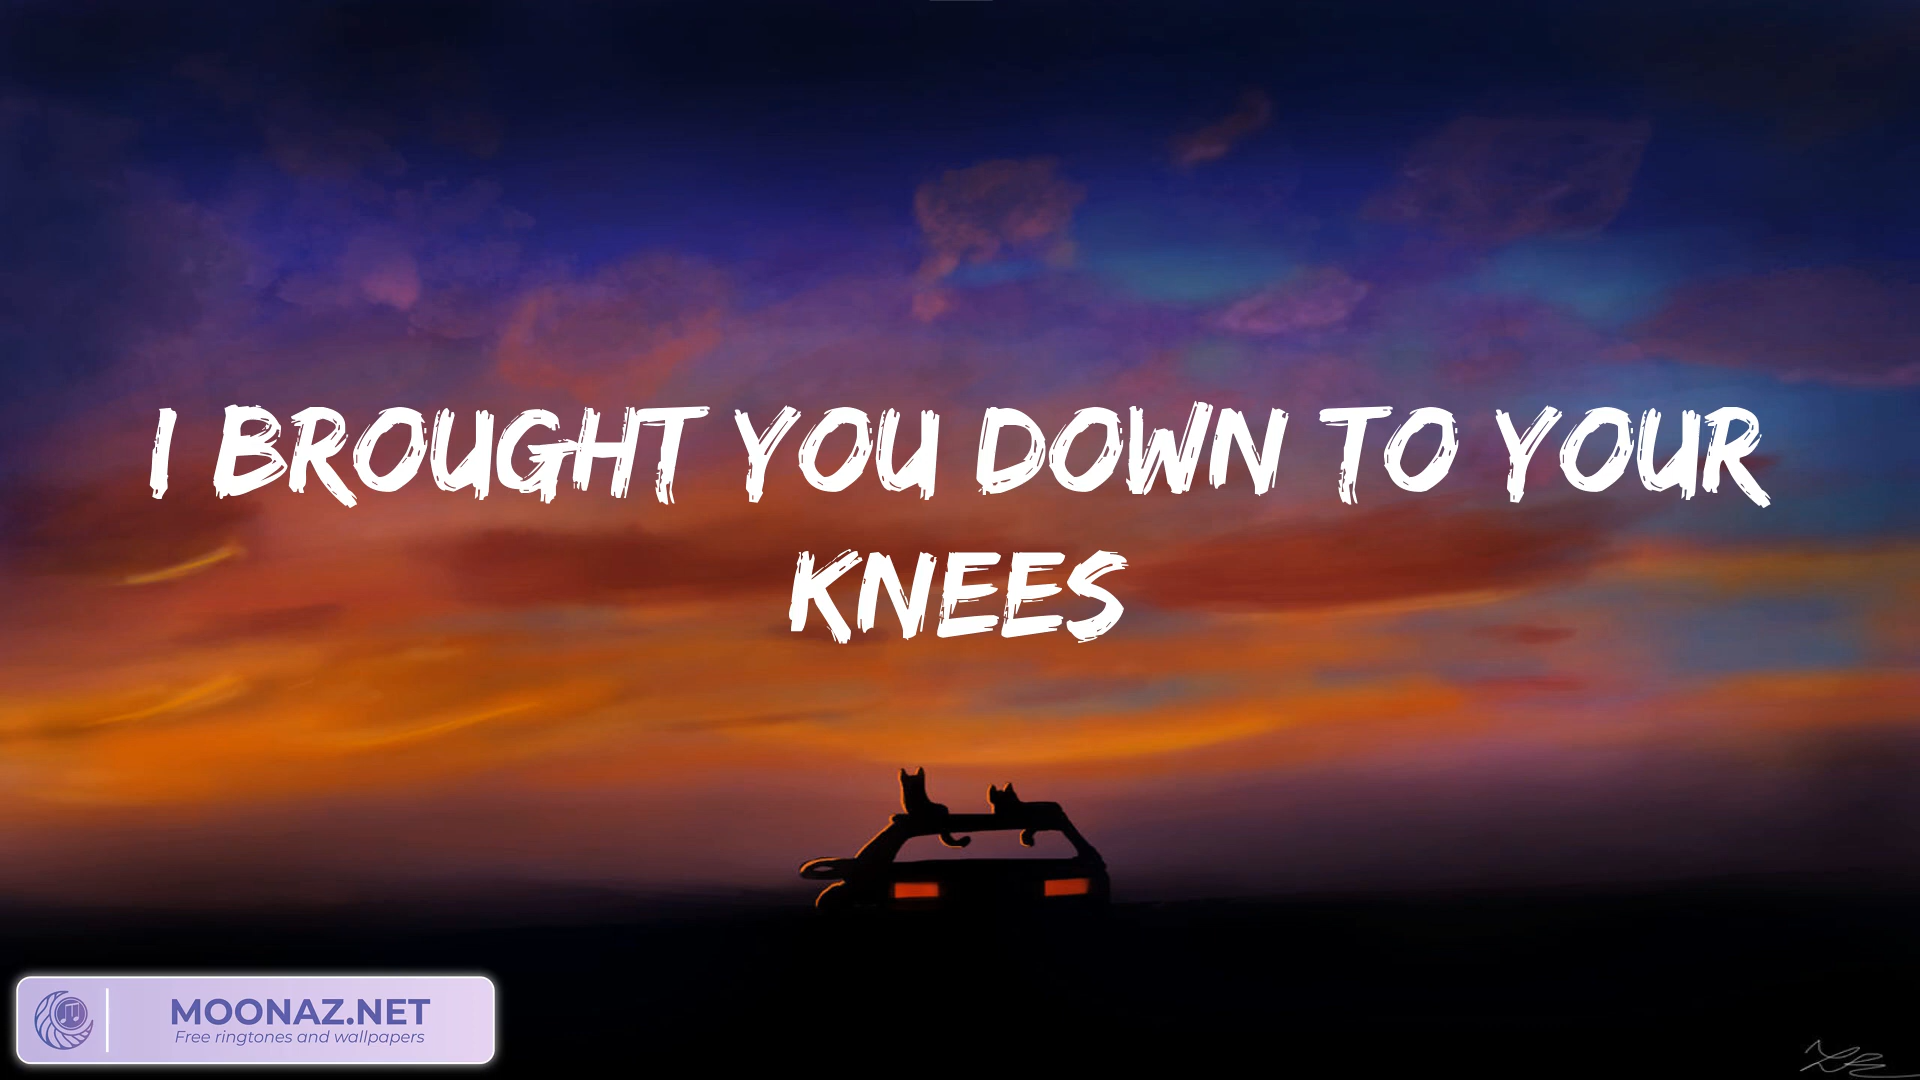 I BROUGHT YOU DOWN TO YOUR
KNEES
MOONAZ.NET
Free ringtones and wallpapers